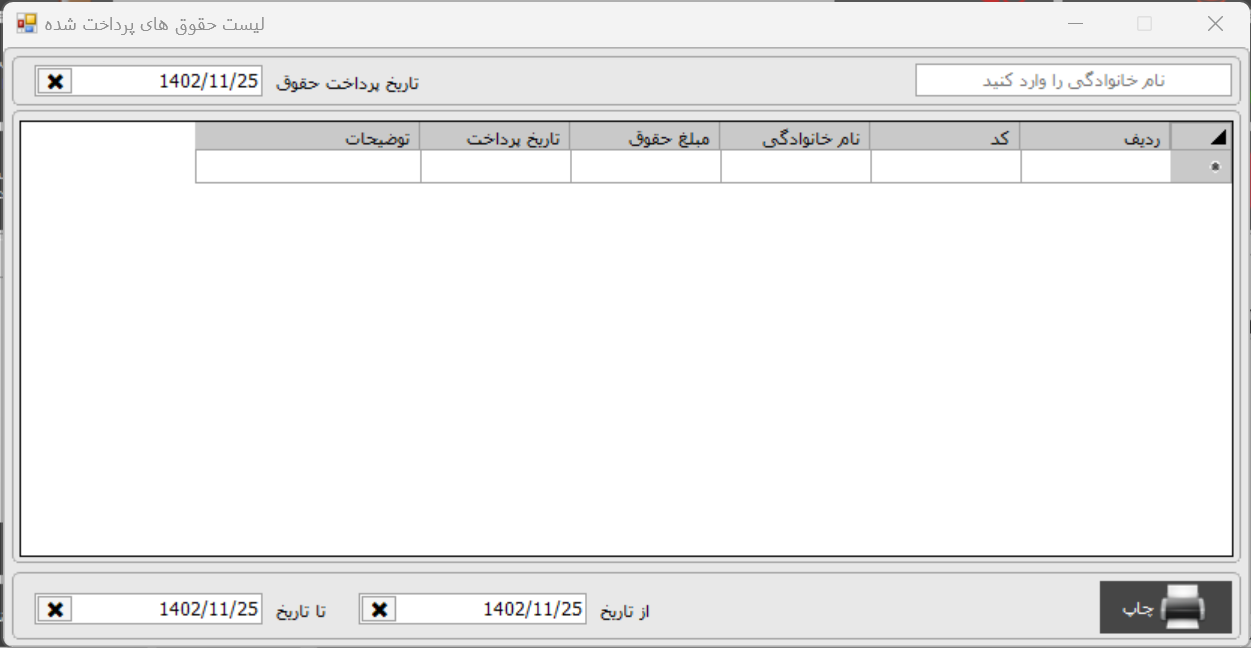 لیست حقوق های پرداخت شده
نام خانوادگی را وارد کنید
تاریخ پرداخت حقوق 1402/11/25
ردیف کد نام خانوادگی مبلغ حقوق تاریخ پرداخت توضیحات
چاپ
از تاریخ 1402/11/25 تا تاریخ 1402/11/25